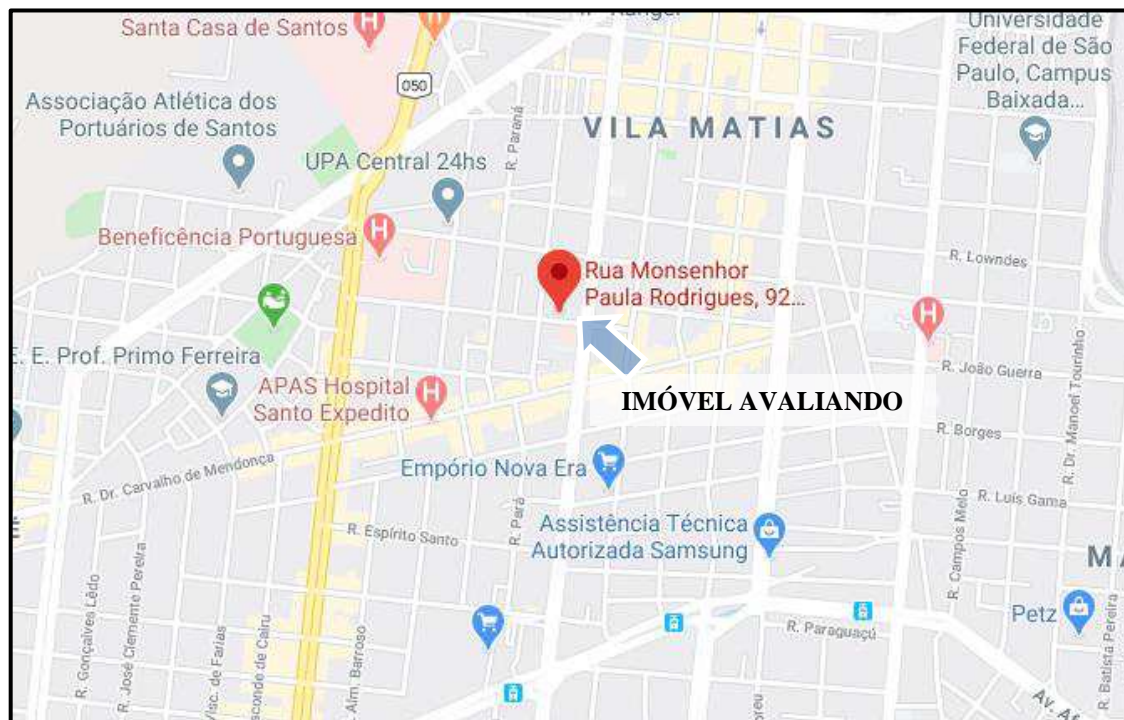 Santa Casa de Santos
Universidade
Federal de São
Paulo, Campus
Baixada...
050
Associação Atlética dos
Portuários de Santos
R. Paraná
VILA MATIAS
UPA Central 24hs
Beneficência Portuguesa
R. Lowndes
Rua Monsenhor
Paula Rodrigues, 92...
E. E. Prof. Primo Ferreira
R. João Guerra
APAS Hospital
Santo Expedito
IMÓVEL AVALIANDO
R. Dr. Manoel Tourinho
R. Borges
R. Dr. Carvalho de Mendonça
Empório Nova Era
R. Luís Gama
R. Pará
R. Espírito Santo
Assistência Técnica
Autorizada Samsung
R. Campos Melo
MA
R. Gonçalves Lêdo
R. José Clemente Pereira
Visc. de Farias
isconde de Cairu
R. Alm. Barroso
R. Paraguaçú
Petz
R. Batista Pereira